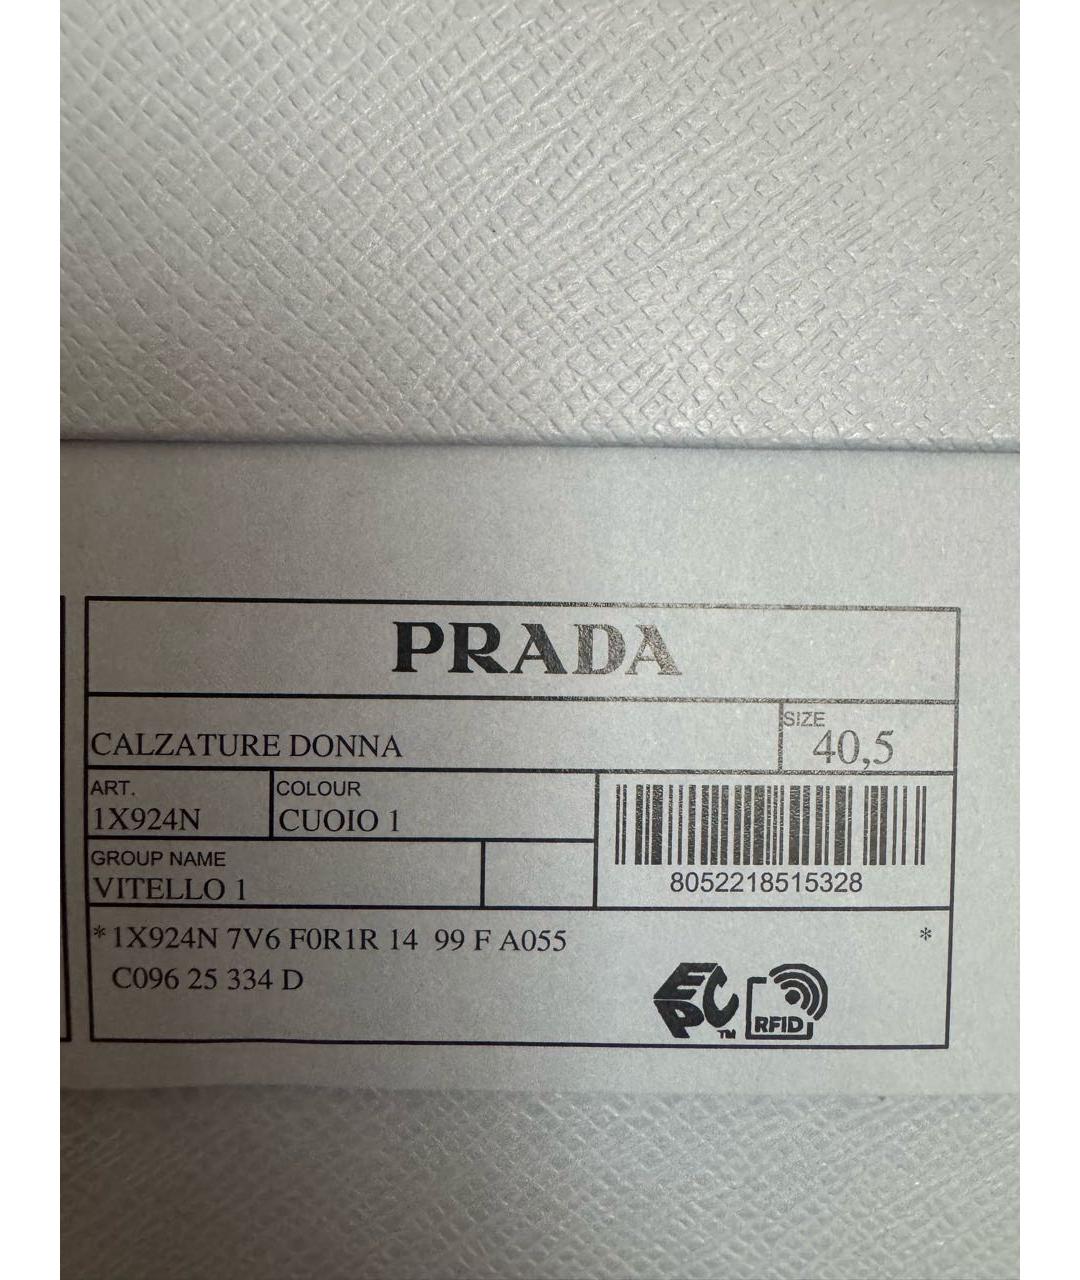 PRADA
CALZATURE DONNA
SIZE
40,5
ART.
1X924N
COLOUR
CUOIO 1
GROUP NAME
VITELLO 1
8052218515328
*1X924N 7V6 F0R1R 14 99 F A055 *
C096 25 334 D
EPC™
RFID